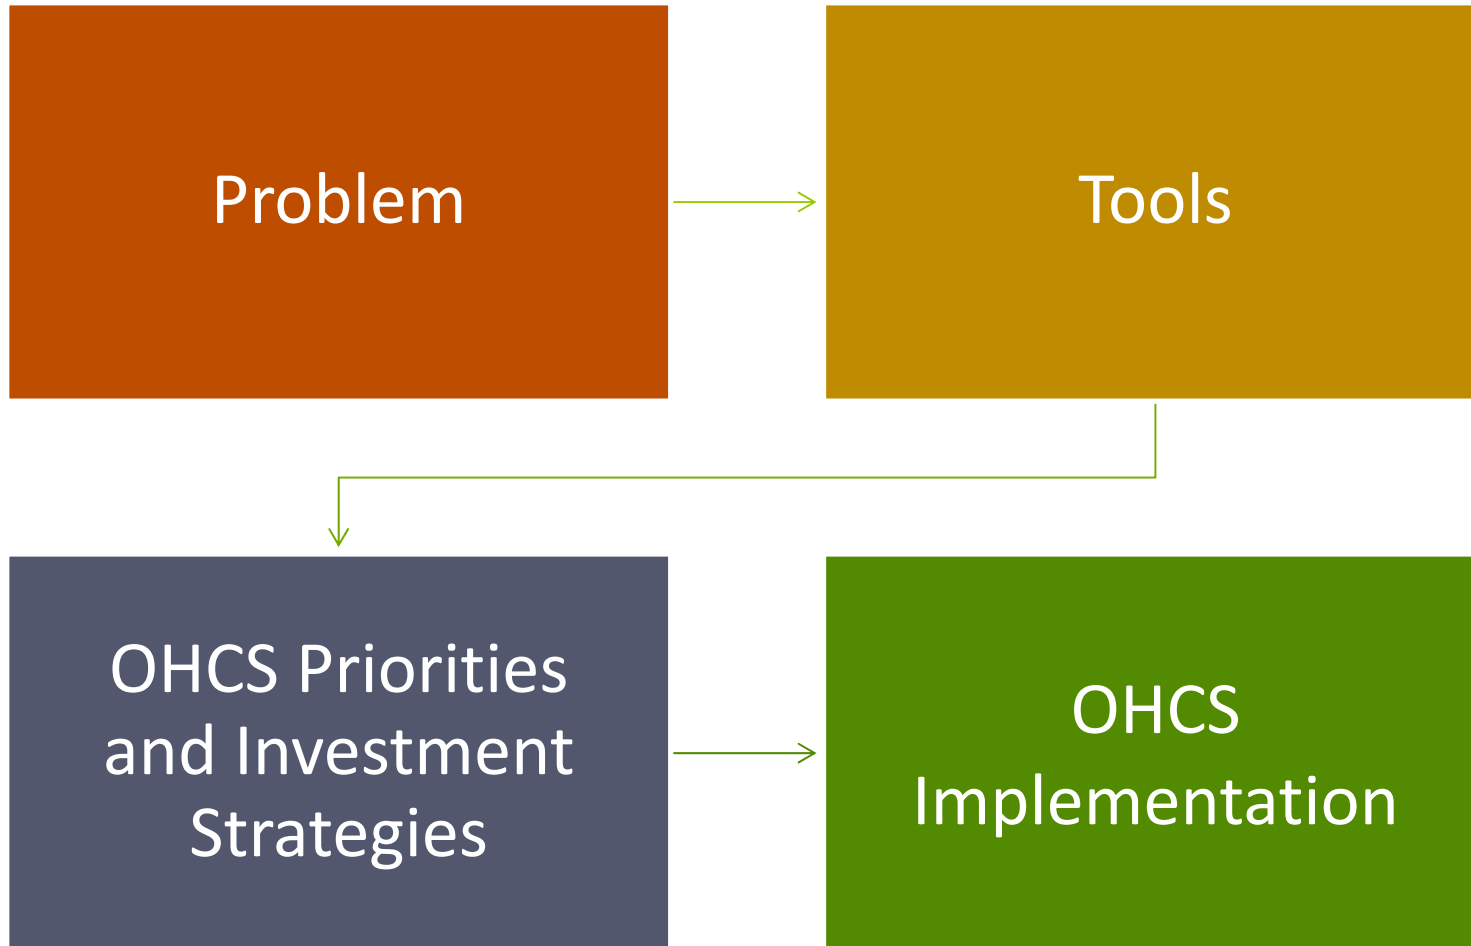 Problem
Tools
OHCS Priorities
and Investment
Strategies
OHCS
Implementation